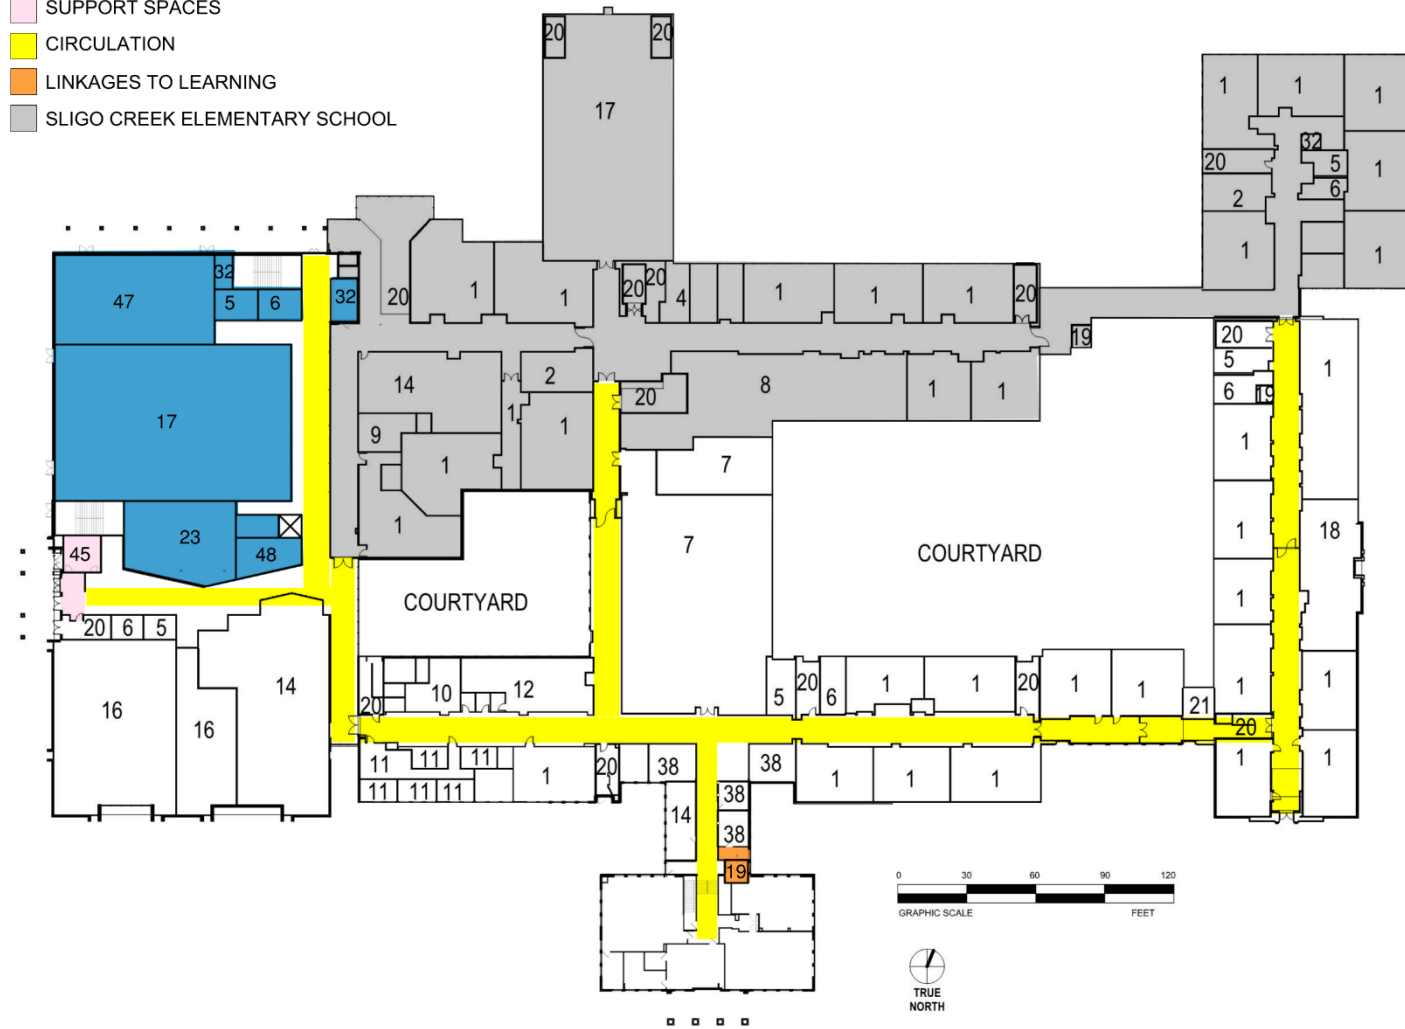 SUPPORT SPACES
CIRCULATION
LINKAGES TO LEARNING
SLIGO CREEK ELEMENTARY SCHOOL
20 20
17
1 1 1
32
20 5 1
2 6
1 1
47 32 5 6 32
20 1 1
20 20 4 1 1 1 20
19
20 1
5
6 19
14 2
9 1 1 1
20 8 1 1
17
1
7
7
23 48
45
COURTYARD
COURTYARD
1
1
18
1
20 6 5
16 16 14
10 12
20
5 20 6 1 1 20 1 1 21
1 1
20
11 11 11
11 11 11
1 20 38 38
1 1 1
1 1
14 38
38
19
0 30 60 90 120
GRAPHIC SCALE FEET
TRUE
NORTH